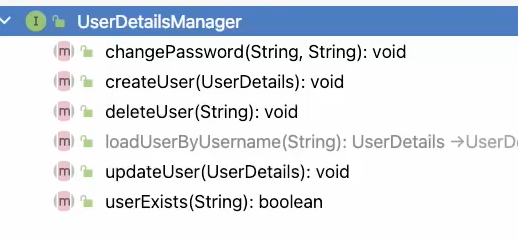 UserDetailsManager
changePassword(String, String): void
createUser(UserDetails): void
deleteUser(String): void
loadUserByUsername(String): UserDetails →UserD
updateUser(UserDetails): void
userExists(String): boolean